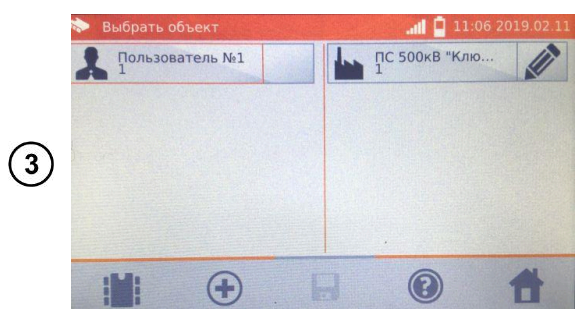 Выбрать объект
11:06 2019.02.11
Пользователь №1
1
ПС 500кВ "Клю...
1
3